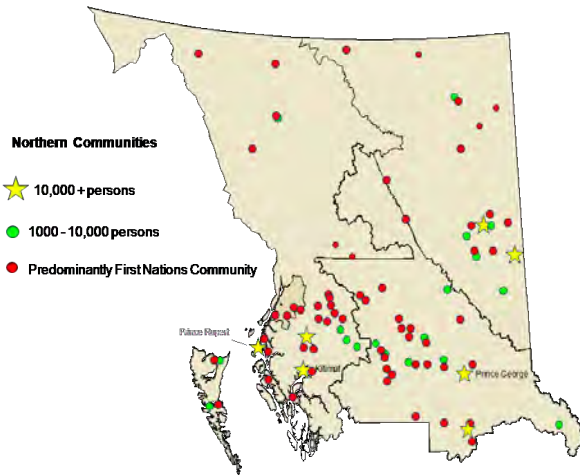 Northern Communities
10,000 + persons
1000 - 10,000 persons
Predominantly First Nations Community
Prince Rupert
Kitimat
Prince George